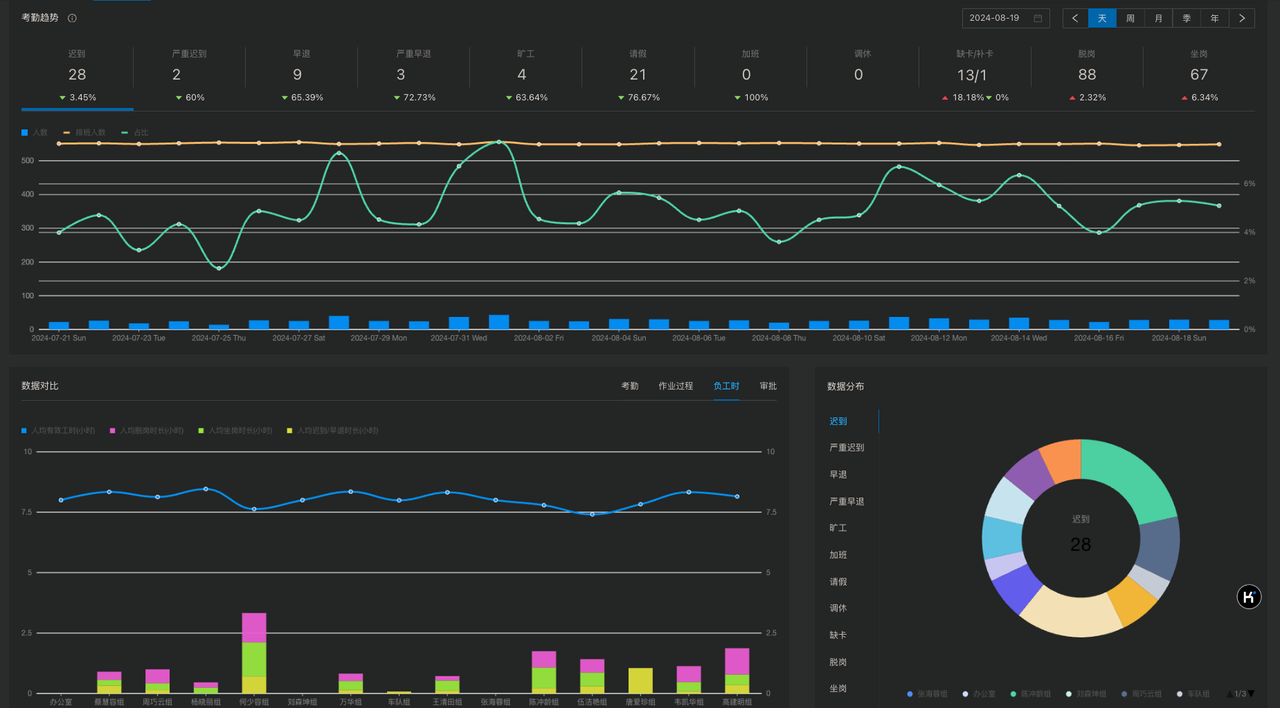 考勤趋势
2024-08-19 天 周 月 季 年
迟到 严重迟到 早退 严重早退 旷工 请假 加班 调休 缺卡/补卡 脱岗 坐岗
28 2 9 3 4 21 0 0 13/1 88 67
3.45% 60% 65.39% 72.73% 63.64% 76.67% 100% 18.18% 0% 2.32% 6.34%
人数 排班人数 占比
500
6%
400
300
4%
200
2%
100
0 0%
2024-07-21 Sun 2024-07-23 Tue 2024-07-25 Thu 2024-07-27 Sat 2024-07-29 Mon 2024-07-31 Wed 2024-08-02 Fri 2024-08-04 Sun 2024-08-06 Tue 2024-08-08 Thu 2024-08-10 Sat 2024-08-12 Mon 2024-08-14 Wed 2024-08-16 Fri 2024-08-18 Sun
数据对比 考勤 作业过程 负工时 审批
人均有效工时(小时) 人均脱岗时长(小时) 人均坐岗时长(小时) 人均迟到/早退时长(小时)
10 10
7.5 7.5
5 5
2.5 2.5
0 0
办公室 蔡慧容组 周巧云组 杨晓丽组 何少容组 刘森坤组 万华组 车队组 王清田组 张海容组 陈冲龄组 伍洁艳组 唐爱珍组 韦凯华组 高建明组
数据分布
迟到
严重迟到
早退
严重早退
旷工
加班
请假
调休
缺卡
脱岗
坐岗
迟到
28
张海容组 办公室 陈冲龄组 刘森坤组 周巧云组 车队组 1/3